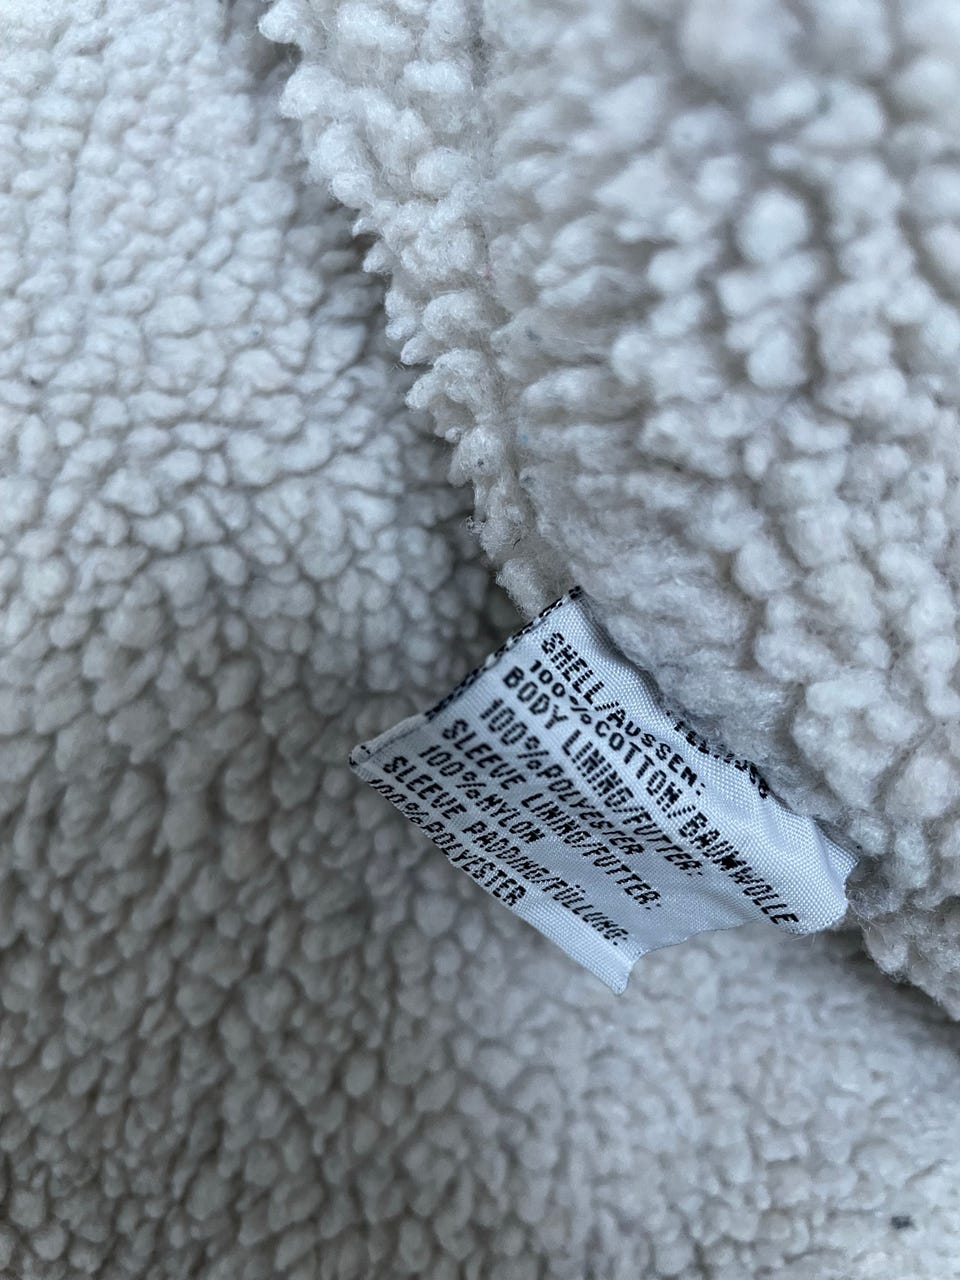 SHELL/AUSSEN:
100%COTTON/BAUMWOLLE
BODY LINING/FUTTER:
100%POLYESTER
SLEEVE LINING/FUTTER:
100%NYLON
SLEEVE PADDING/FÜLLUNG:
100%POLYESTER